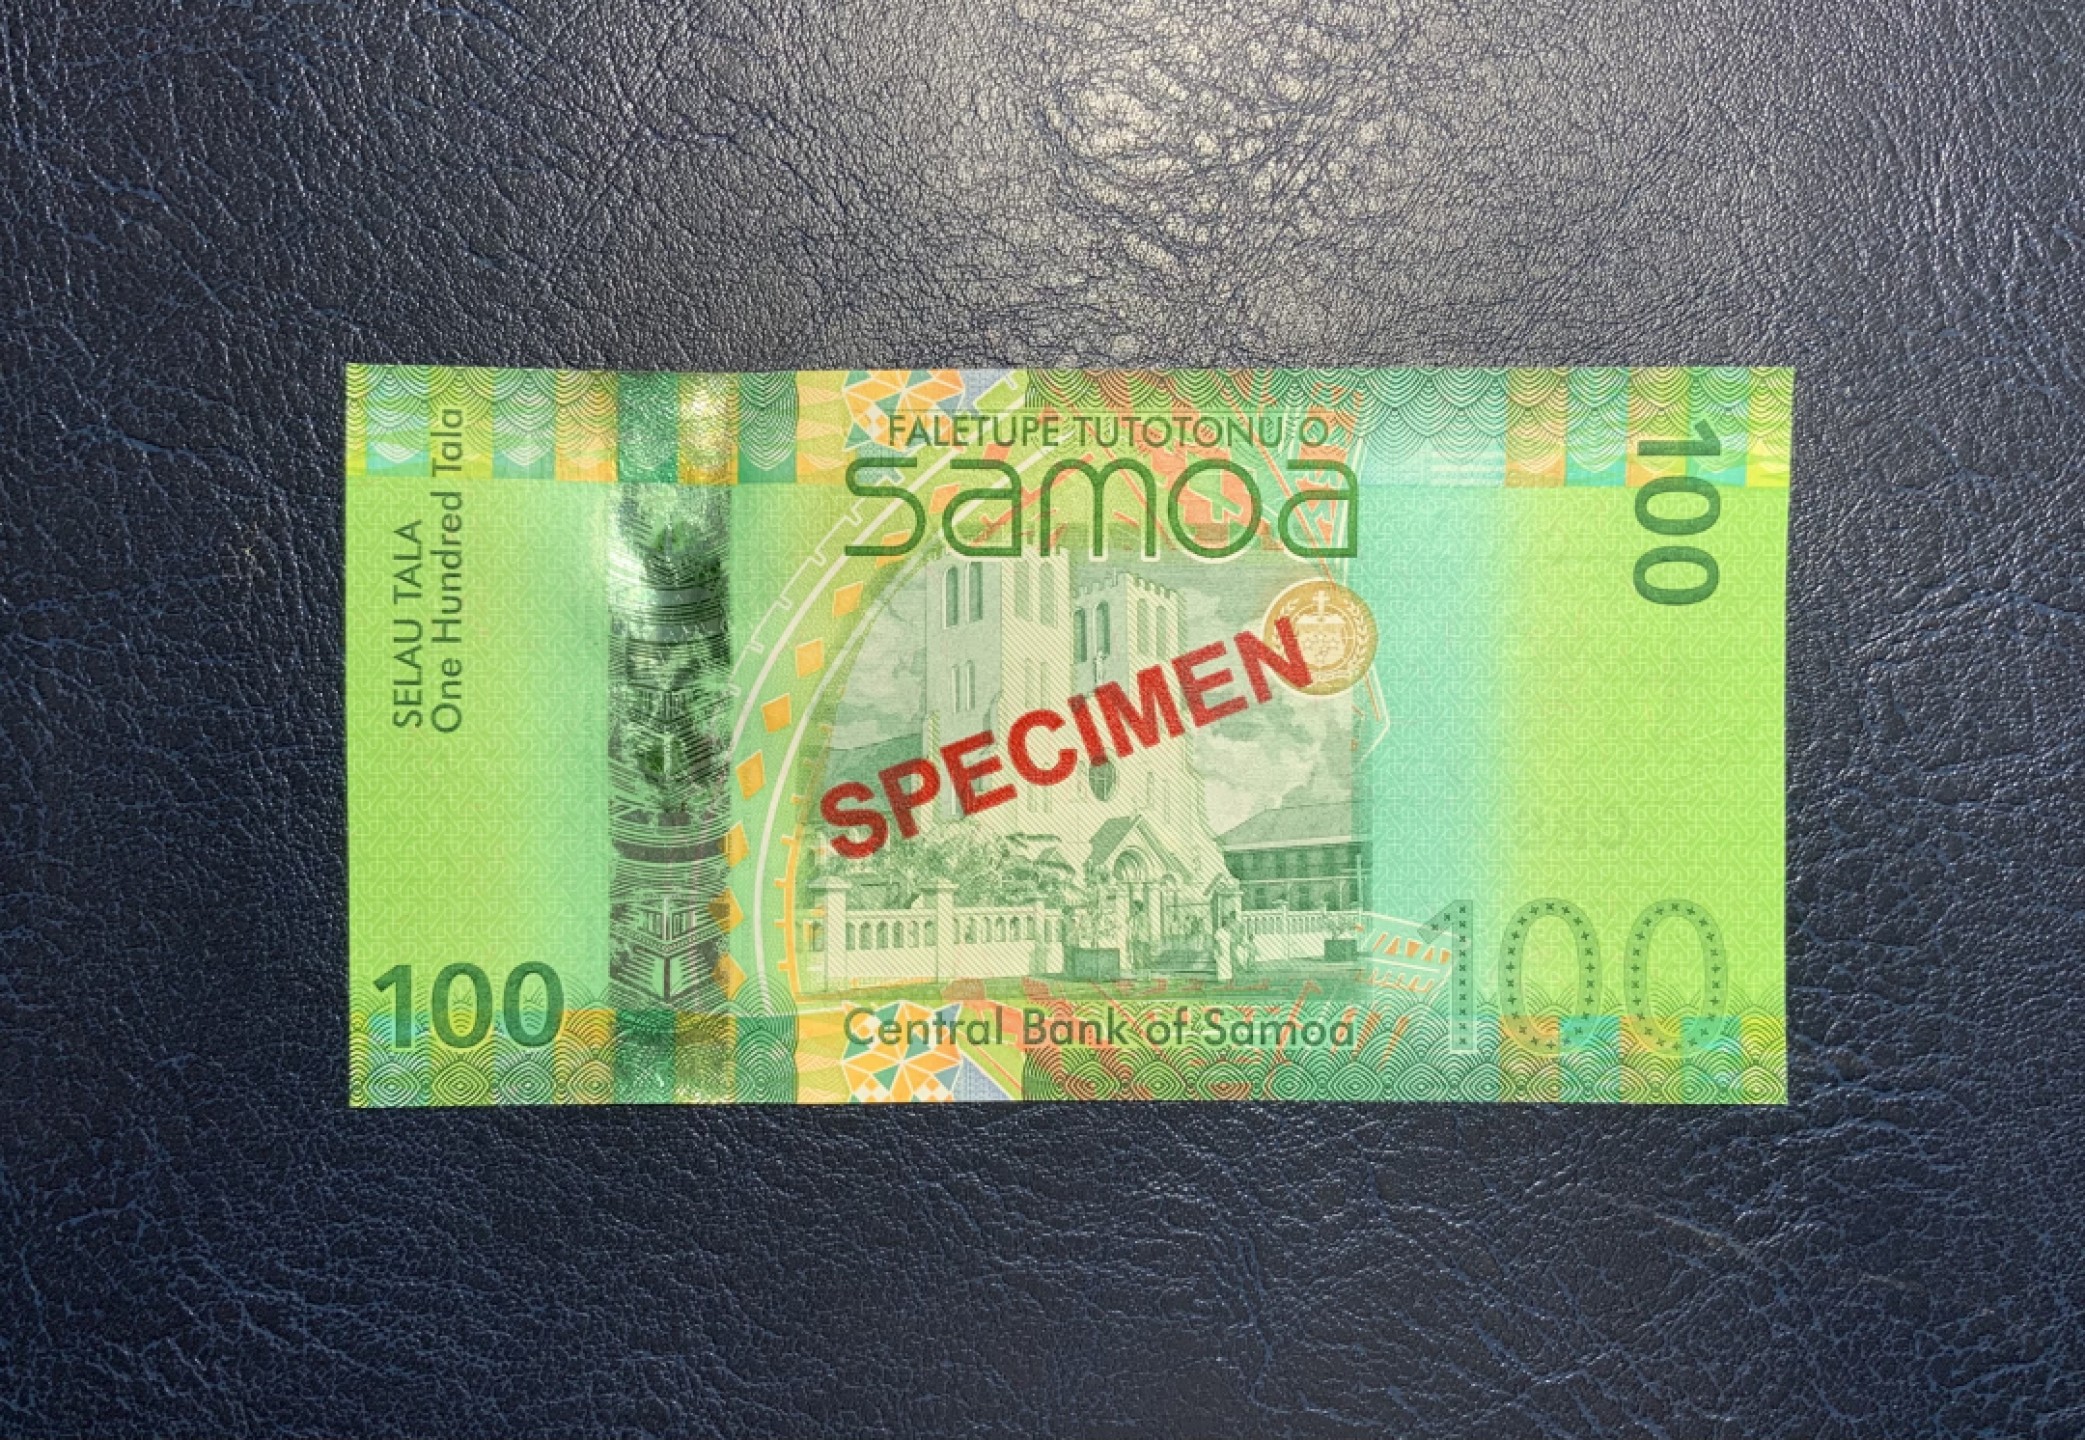 SELAU TALA
One Hundred Tala
FALETUPE TUTOTONU O
samoa
100
SPECIMEN
100
Central Bank of Samoa
100